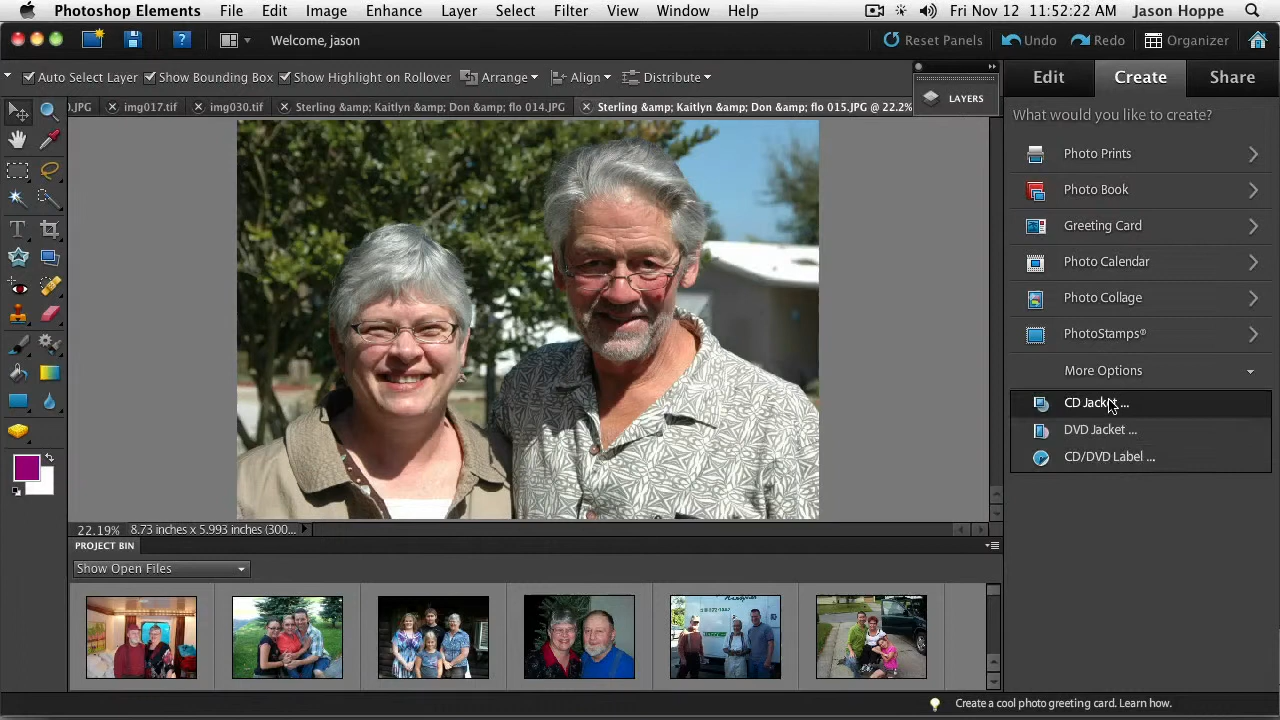 Photoshop Elements File Edit Image Enhance Layer Select Filter View Window Help Fri Nov 12 11:52:22 AM Jason Hoppe
Welcome, jason Reset Panels Undo Redo Organizer
Auto Select Layer Show Bounding Box Show Highlight on Rollover Arrange Align Distribute
LAYERS
Edit Create Share
0.JPG img017.tif img030.tif Sterling &amp; Kaitlyn &amp; Don &amp; flo 014.JPG Sterling &amp; Kaitlyn &amp; Don &amp; flo 015.JPG @ 22.2%
What would you like to create?
Photo Prints
Photo Book
Greeting Card
Photo Calendar
Photo Collage
PhotoStamps®
More Options
CD Jacket ...
DVD Jacket ...
CD/DVD Label ...
22.19% 8.73 inches x 5.993 inches (300...
PROJECT BIN
Show Open Files
Create a cool photo greeting card. Learn how.